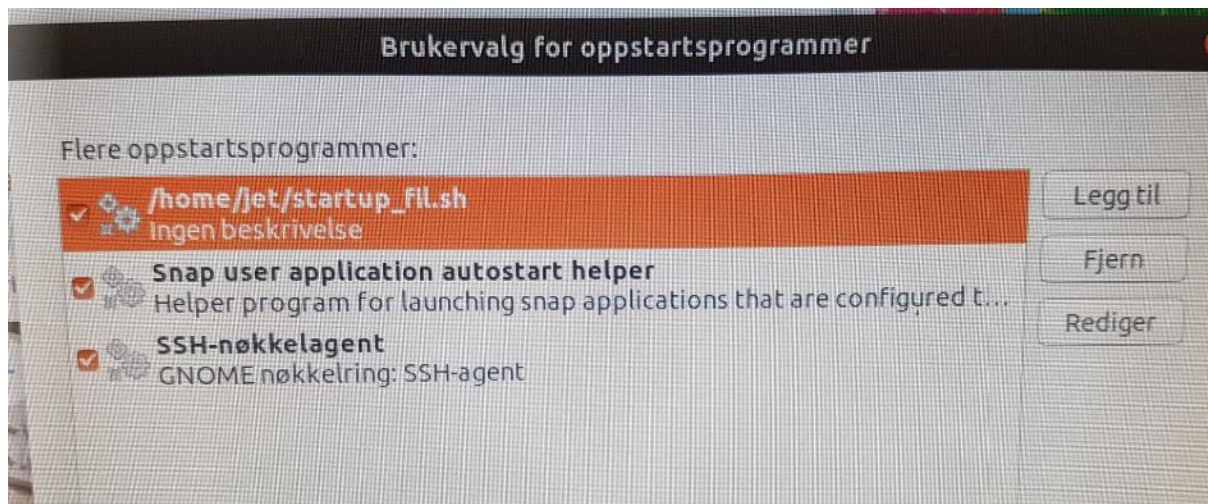 Brukervalg for oppstartsprogrammer
Flere oppstartsprogrammer:
/home/jet/startup_fil.sh
Ingen beskrivelse
Snap user application autostart helper
Helper program for launching snap applications that are configured t...
SSH-nøkkelagent
GNOME nøkkelring: SSH-agent
Legg til
Fjern
Rediger